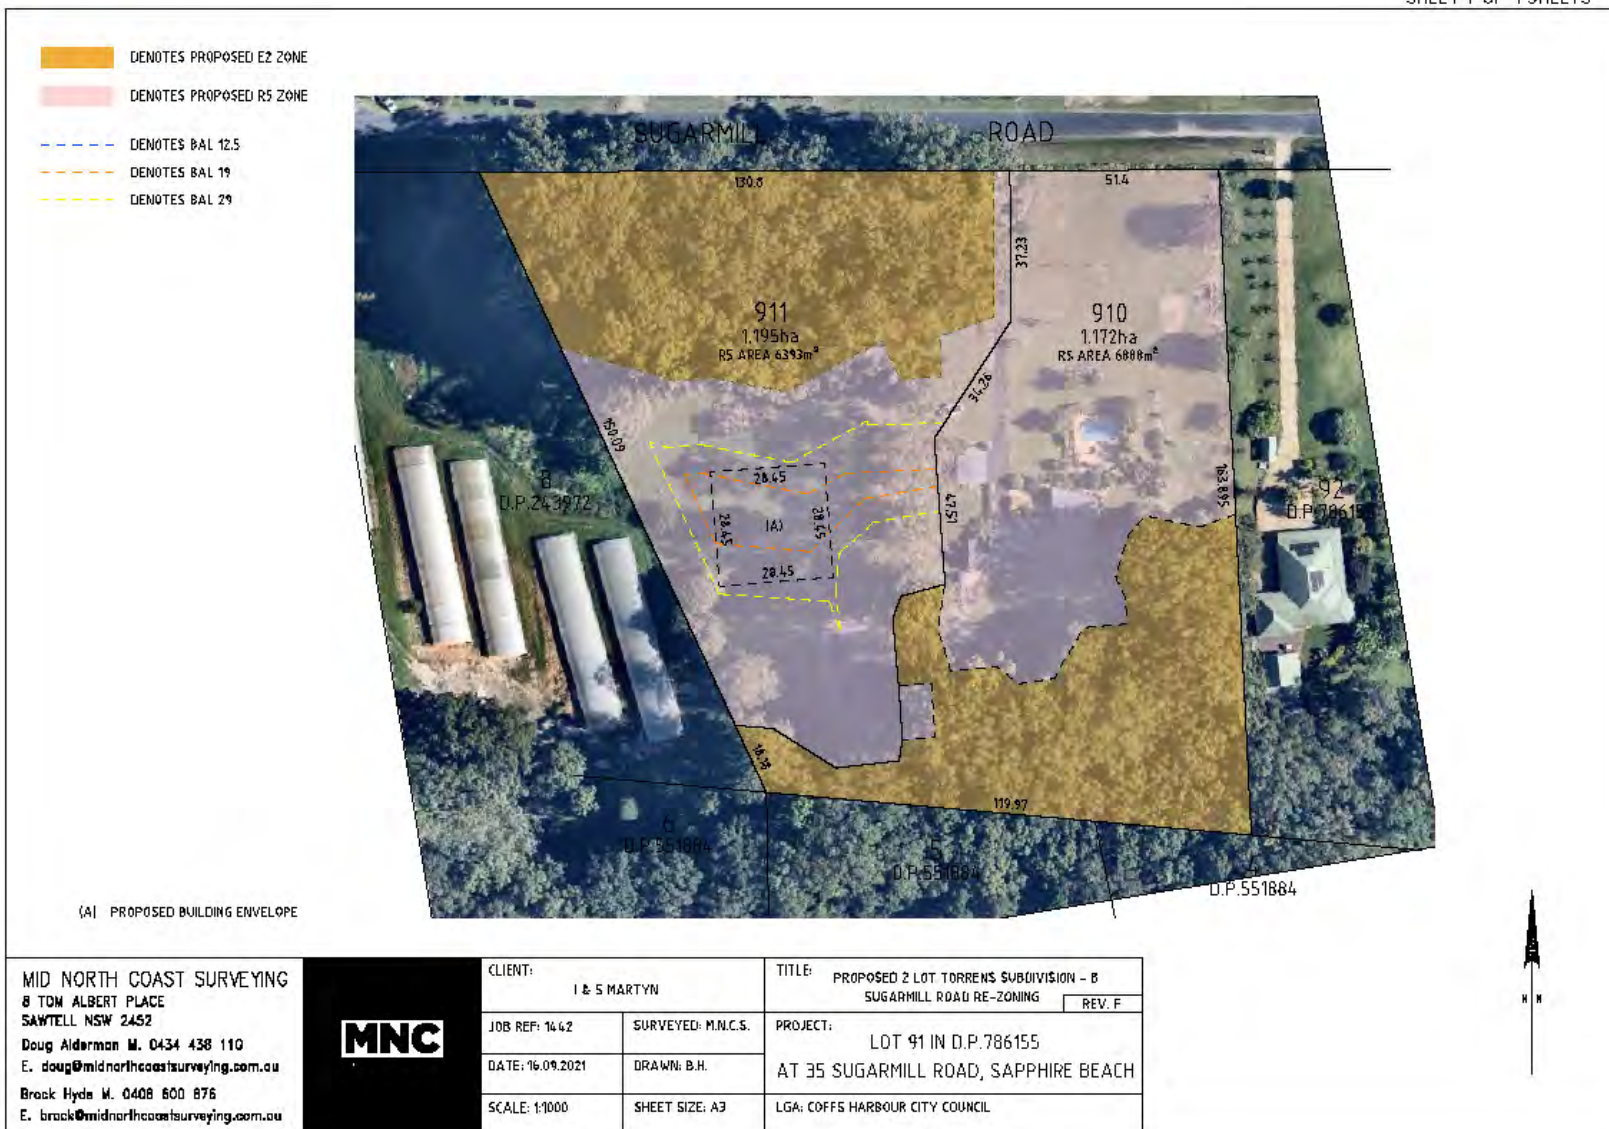 DENOTES PROPOSED E2 ZONE
DENOTES PROPOSED R5 ZONE
DENOTES BAL 12.5
DENOTES BAL 19
DENOTES BAL 29
SUGARMILL ROAD
130.8
51.4
37.23
911
1.195ha
R5 AREA 6393m²
910
1.172ha
R5 AREA 6888m²
34.26
150.09
163.895
8
D.P.243972
28.45
28.45
(A)
28.45
28.45
47.51
92
D.P.786155
18.18
119.97
6
D.P.551884
5
D.P.551884
4
D.P.551884
(A) PROPOSED BUILDING ENVELOPE
MID NORTH COAST SURVEYING
8 TOM ALBERT PLACE
SAWTELL NSW 2452
Doug Alderman M. 0434 438 110
E. doug@midnorthcoastsurveying.com.au
Brock Hyde M. 0408 600 876
E. brock@midnorthcoastsurveying.com.au
MNC
CLIENT:
I & S MARTYN
JOB REF: 1442
SURVEYED: M.N.C.S.
DATE: 16.09.2021
DRAWN: B.H.
SCALE: 1:1000
SHEET SIZE: A3
TITLE: PROPOSED 2 LOT TORRENS SUBDIVISION - B
SUGARMILL ROAD RE-ZONING
REV. F
PROJECT:
LOT 91 IN D.P.786155
AT 35 SUGARMILL ROAD, SAPPHIRE BEACH
LGA: COFFS HARBOUR CITY COUNCIL